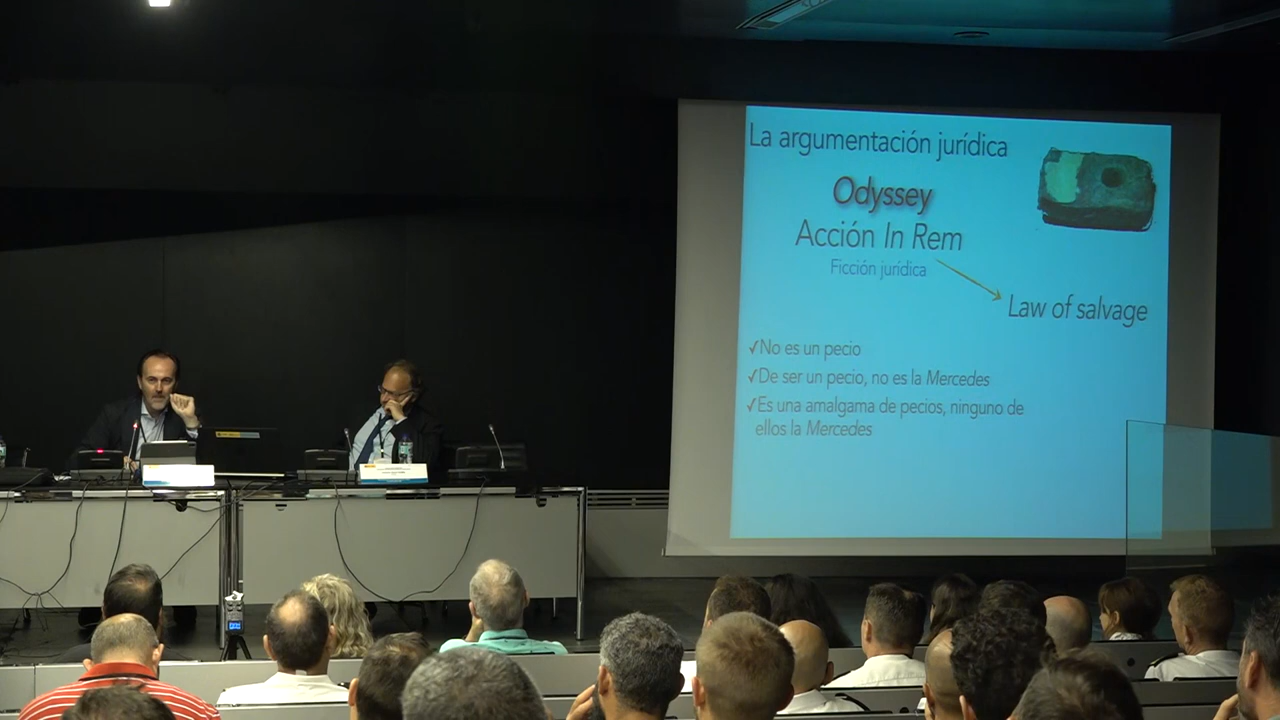 La argumentación jurídica
Odyssey
Acción In Rem
Ficción jurídica
Law of salvage
✓No es un pecio
✓De ser un pecio, no es la Mercedes
✓Es una amalgama de pecios, ninguno de
ellos la Mercedes